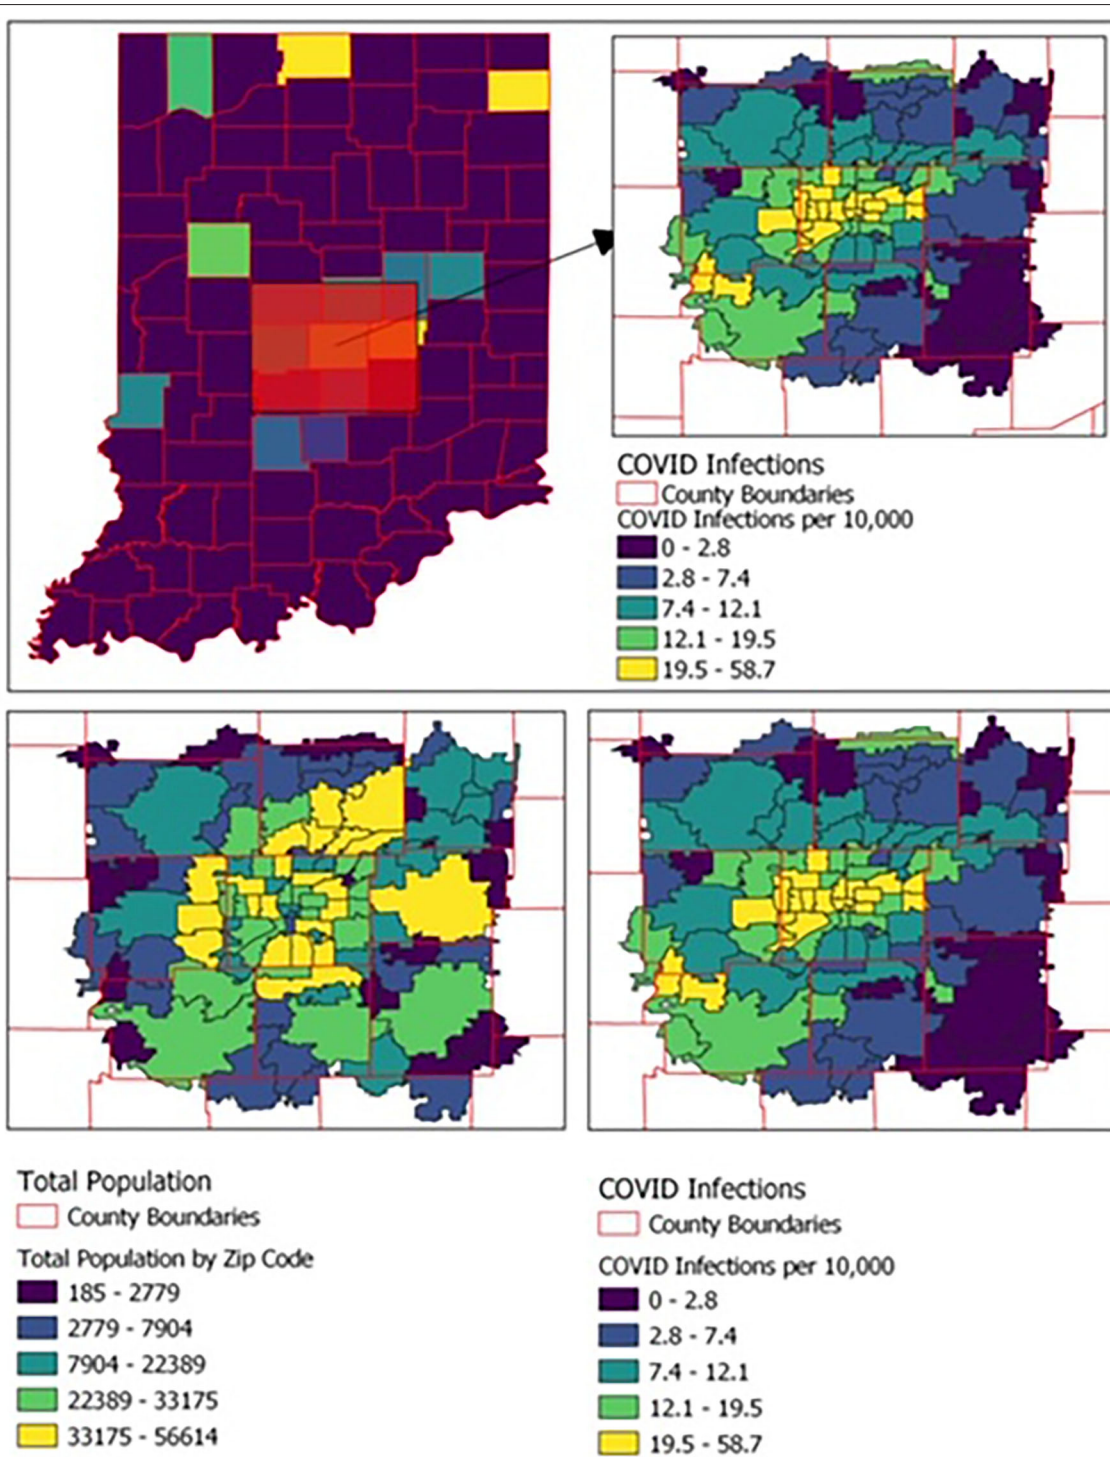 COVID Infections
County Boundaries
COVID Infections per 10,000
0 - 2.8
2.8 - 7.4
7.4 - 12.1
12.1 - 19.5
19.5 - 58.7
Total Population
County Boundaries
Total Population by Zip Code
185 - 2779
2779 - 7904
7904 - 22389
22389 - 33175
33175 - 56614
COVID Infections
County Boundaries
COVID Infections per 10,000
0 - 2.8
2.8 - 7.4
7.4 - 12.1
12.1 - 19.5
19.5 - 58.7